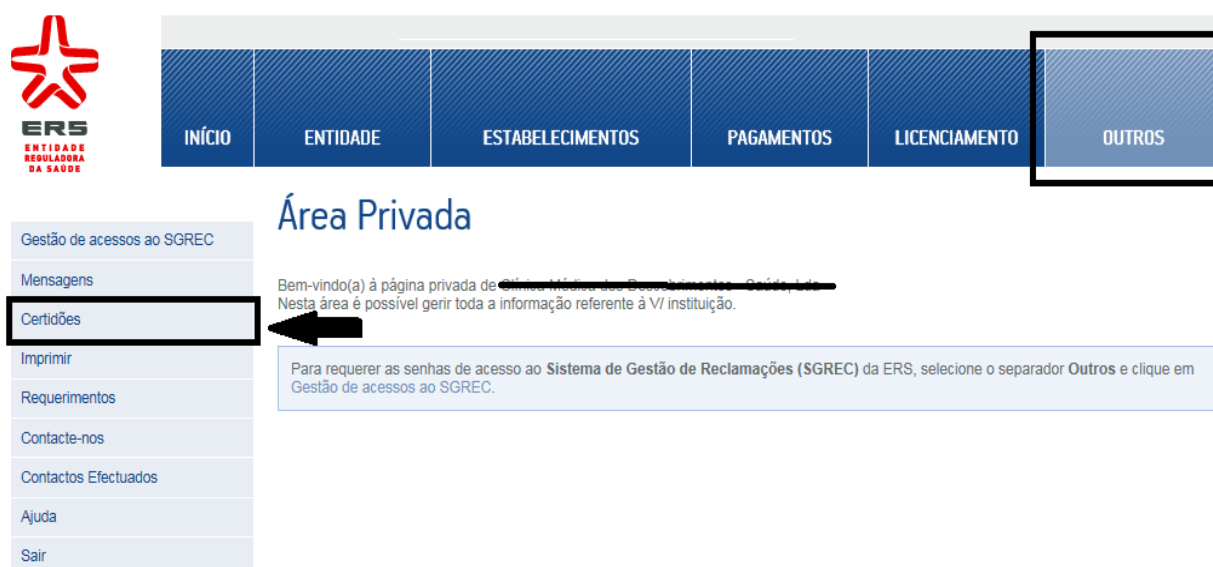 ERS
ENTIDADE
REGULADORA
DA SAÚDE
INÍCIO
ENTIDADE
ESTABELECIMENTOS
PAGAMENTOS
LICENCIAMENTO
OUTROS
Gestão de acessos ao SGREC
Mensagens
Certidões
Imprimir
Requerimentos
Contacte-nos
Contactos Efectuados
Ajuda
Sair
Área Privada
Bem-vindo(a) à página privada de
Nesta área é possível gerir toda a informação referente à V/ instituição.
Para requerer as senhas de acesso ao Sistema de Gestão de Reclamações (SGREC) da ERS, selecione o separador Outros e clique em
Gestão de acessos ao SGREC.